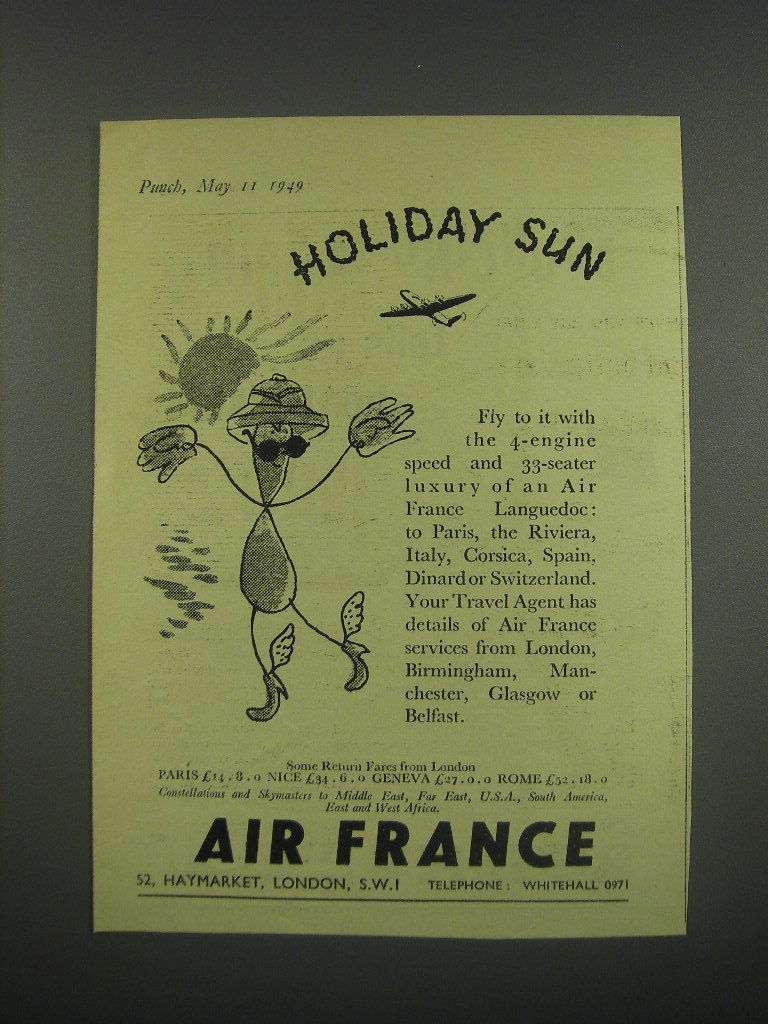 Punch, May 11 1949
HOLIDAY SUN
Fly to it with
the 4-engine
speed and 33-seater
luxury of an Air
France Languedoc:
to Paris, the Riviera,
Italy, Corsica, Spain,
Dinard or Switzerland.
Your Travel Agent has
details of Air France
services from London,
Birmingham, Man-
chester, Glasgow or
Belfast.
Some Return Fares from London
PARIS £14.8.0 NICE £34.6.0 GENEVA £27.0.0 ROME £52.18.0
Constellations and Skymasters to Middle East, Far East, U.S.A., South America,
East and West Africa.
AIR FRANCE
52, HAYMARKET, LONDON, S.W.1 TELEPHONE: WHITEHALL 0971